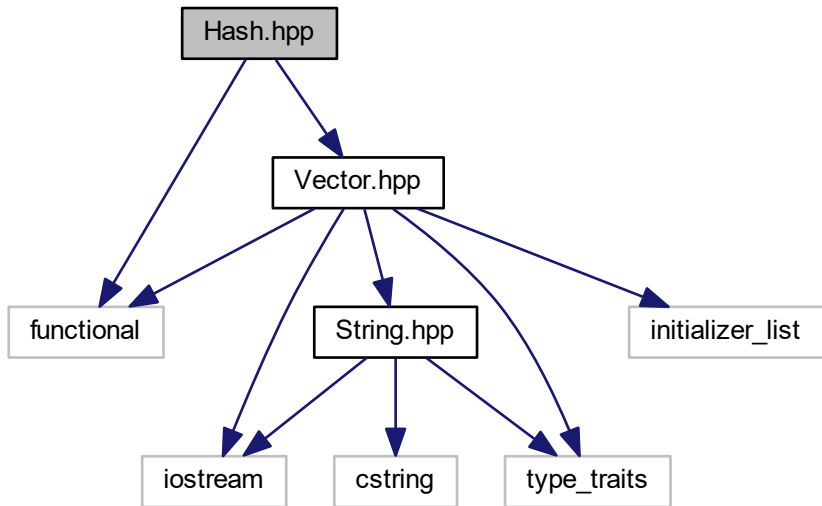 Hash.hpp
Vector.hpp
functional
String.hpp
initializer_list
iostream
cstring
type_traits